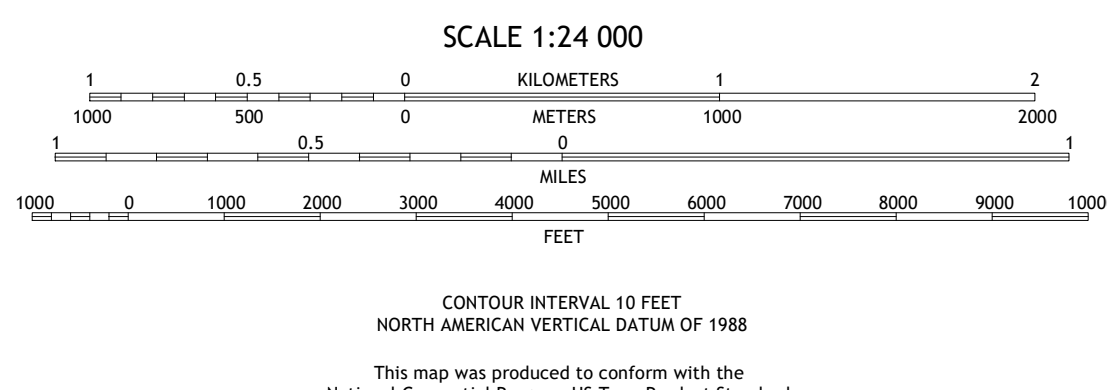 SCALE 1:24 000
1 0.5 0 KILOMETERS 1 2
1000 500 0 METERS 1000 2000
1 0.5 0 1
MILES
1000 0 1000 2000 3000 4000 5000 6000 7000 8000 9000 1000
FEET
CONTOUR INTERVAL 10 FEET
NORTH AMERICAN VERTICAL DATUM OF 1988
This map was produced to conform with the